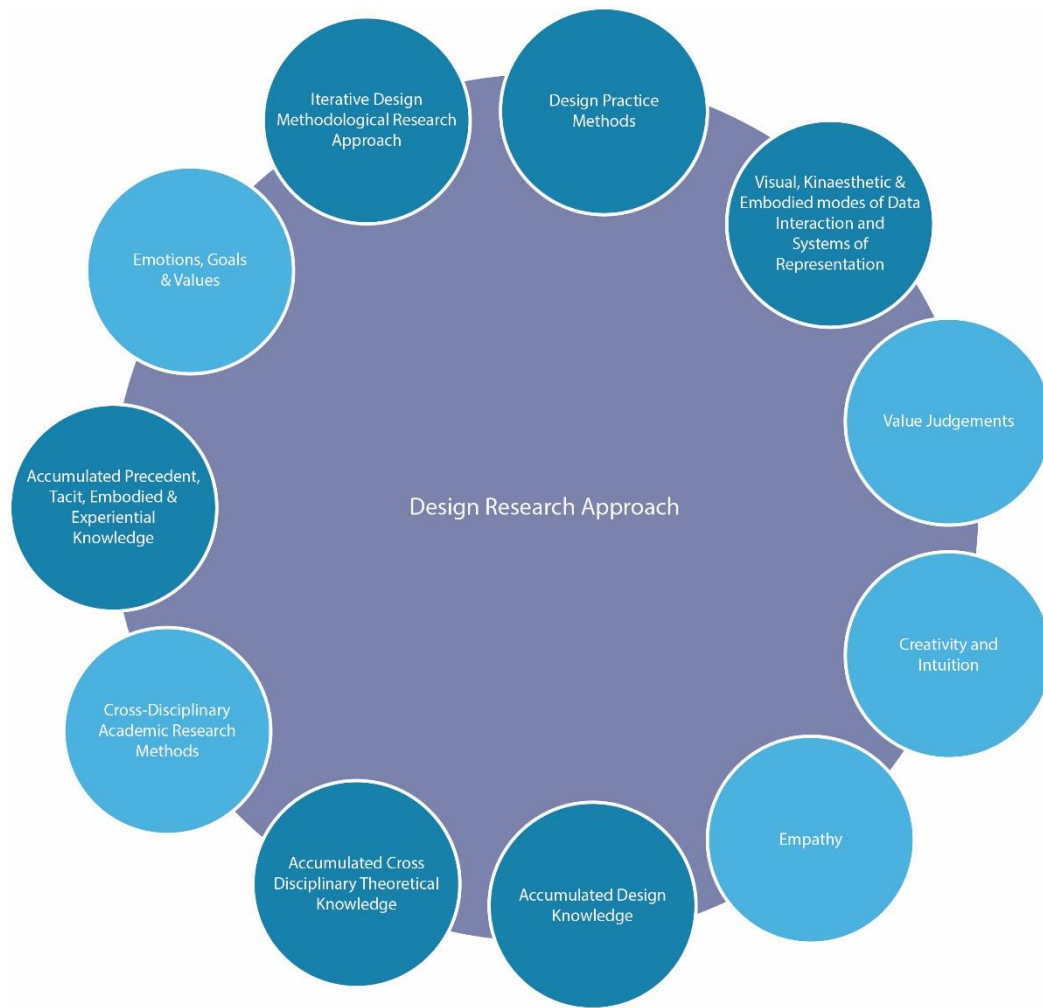 Iterative Design
Methodological Research
Approach
Design Practice
Methods
Visual, Kinaesthetic &
Embodied modes of Data
Interaction and
Systems of
Representation
Emotions, Goals
& Values
Value Judgements
Accumulated Precedent,
Tacit, Embodied &
Experiential
Knowledge
Design Research Approach
Creativity and
Intuition
Cross-Disciplinary
Academic Research
Methods
Empathy
Accumulated Cross
Disciplinary Theoretical
Knowledge
Accumulated Design
Knowledge